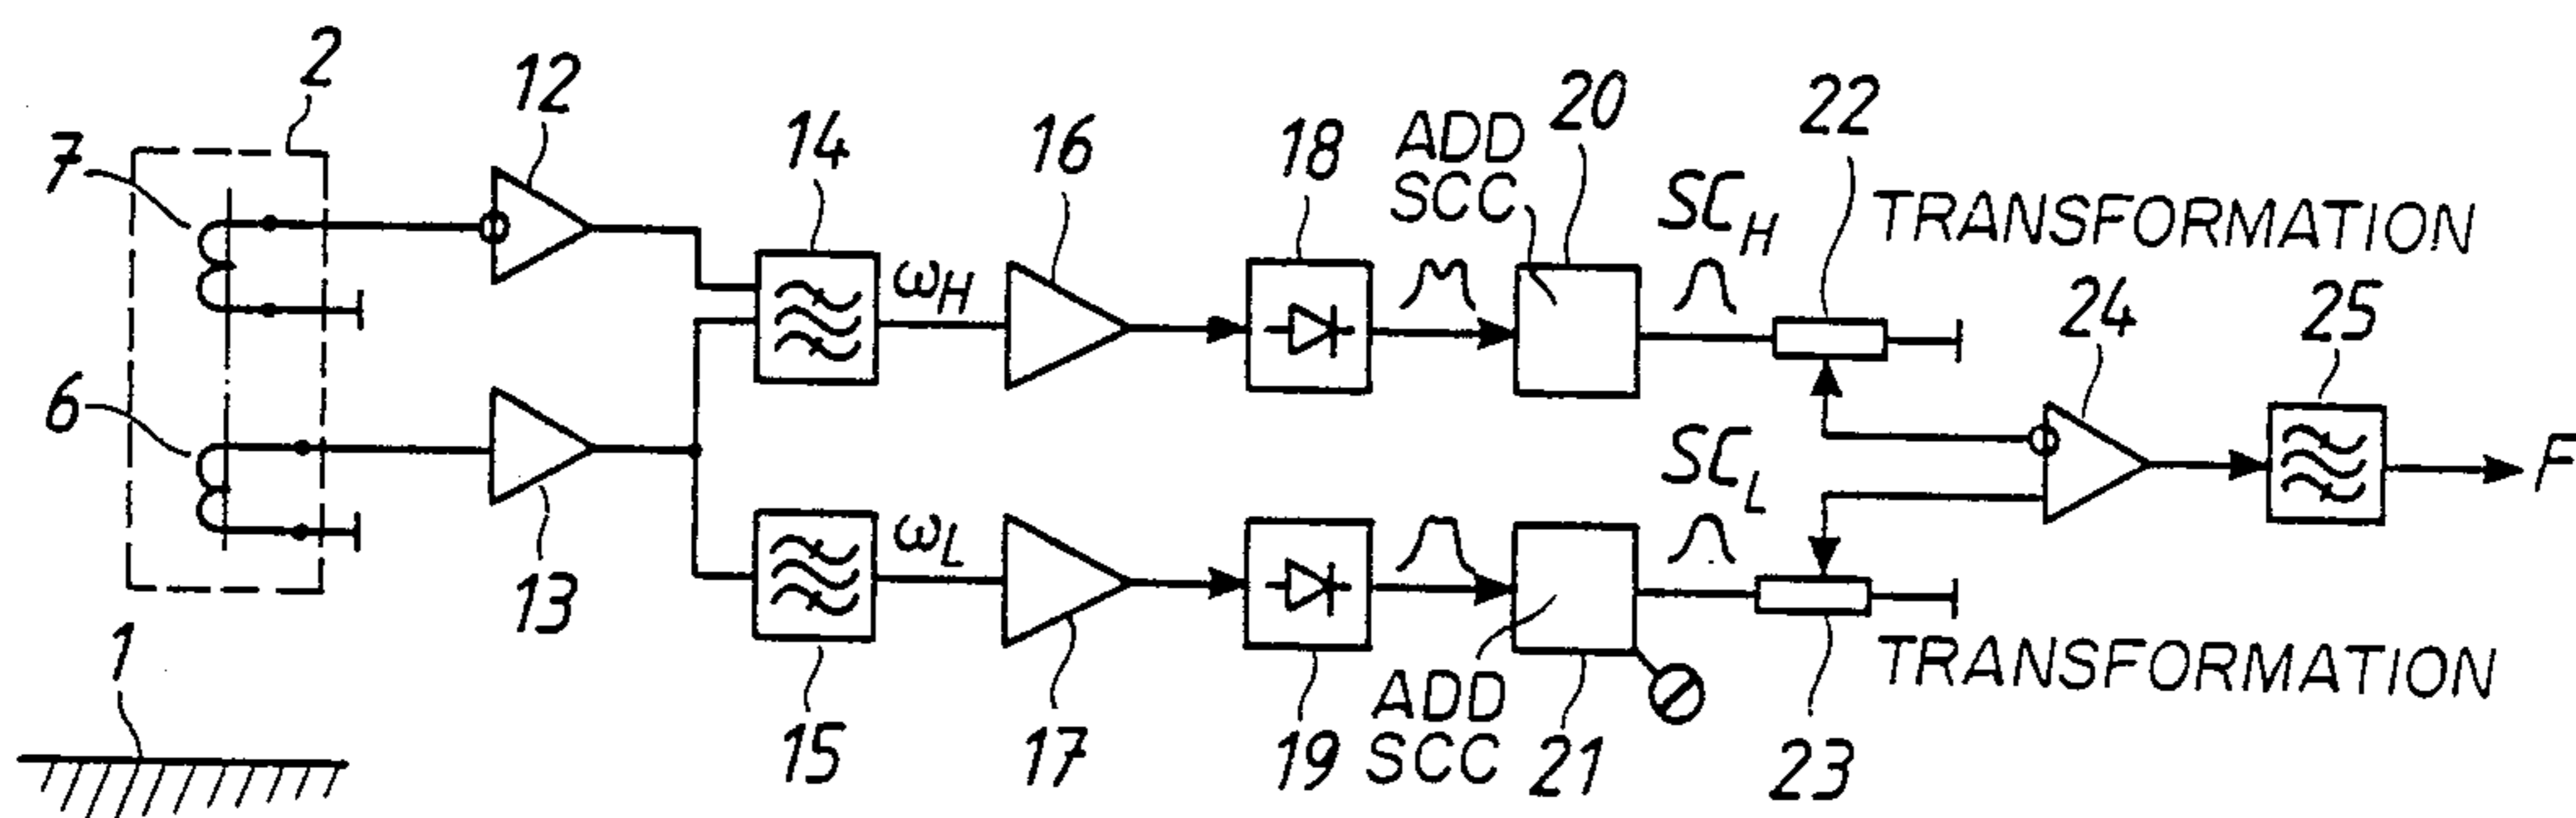 2
12
20
22
7
14
16
18
ADD
SCC
SC_H
TRANSFORMATION
ω_H
24
25
6
SC_L
F
ω_L
13
1
TRANSFORMATION
15
17
19
ADD
SCC
21
23